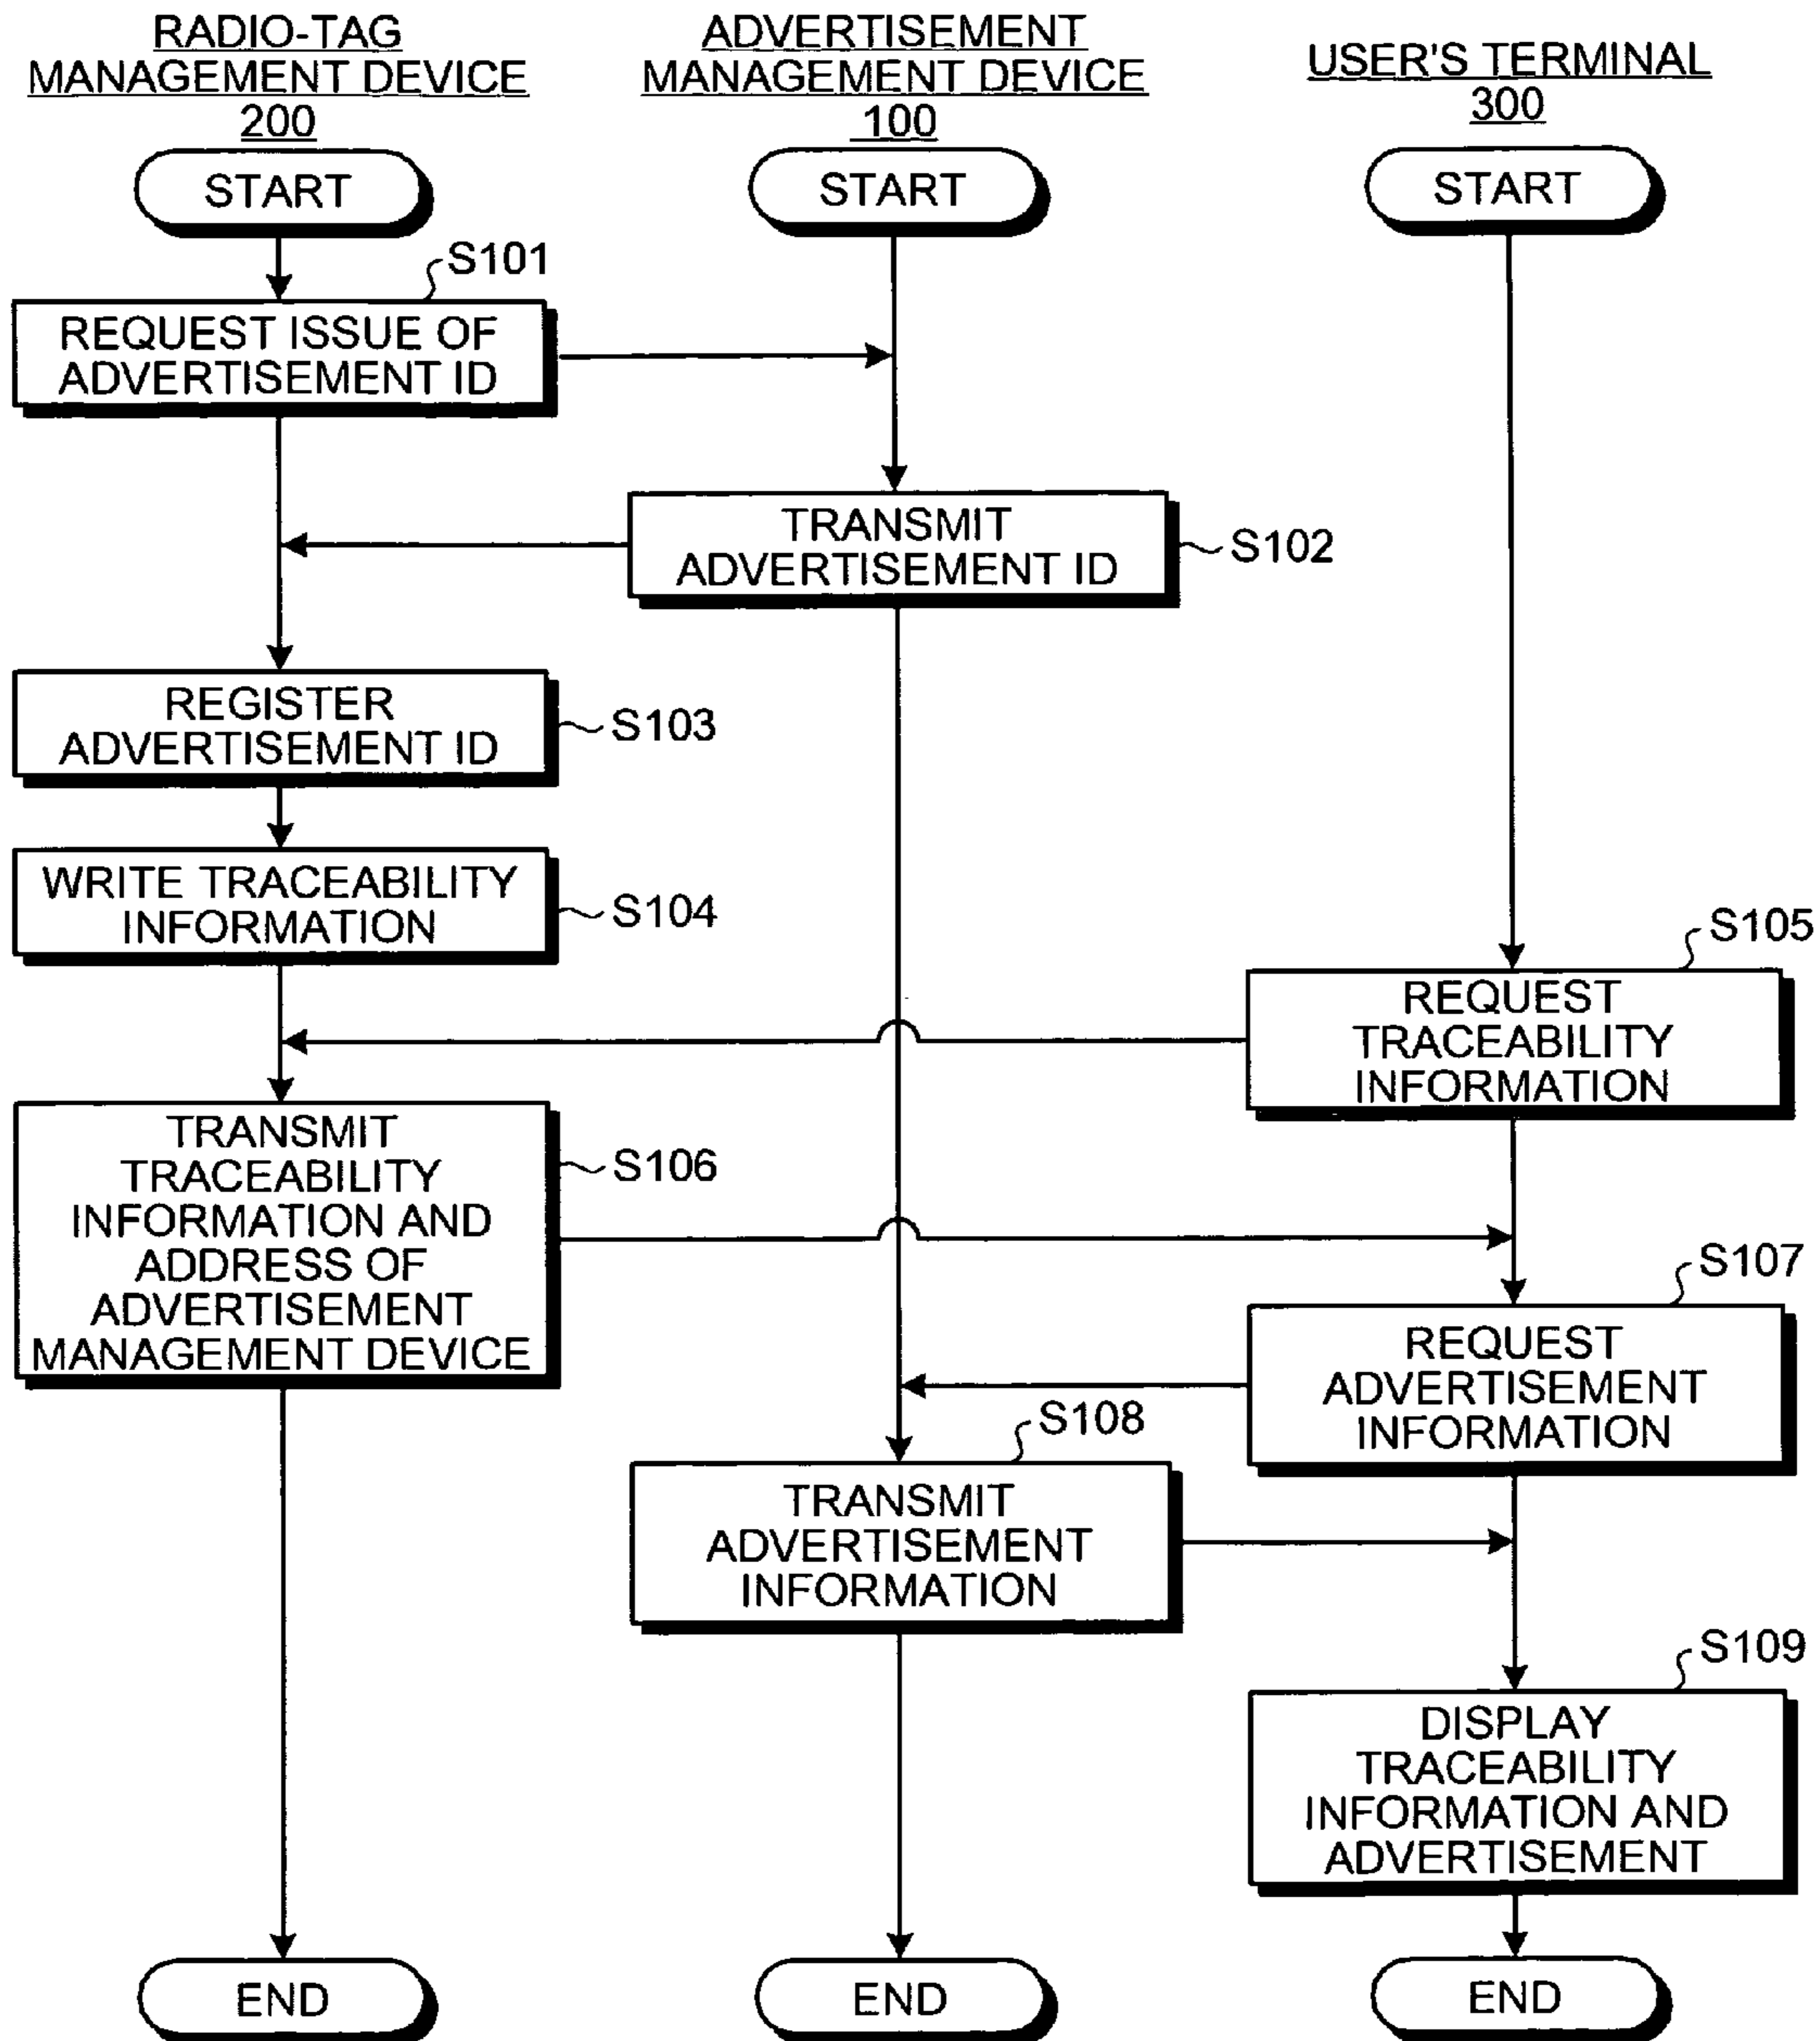 RADIO-TAG
MANAGEMENT DEVICE
200
ADVERTISEMENT
MANAGEMENT DEVICE
100
USER'S TERMINAL
300
START
START
START
S101
REQUEST ISSUE OF
ADVERTISEMENT ID
TRANSMIT
ADVERTISEMENT ID
S102
REGISTER
ADVERTISEMENT ID
S103
WRITE TRACEABILITY
INFORMATION
S104
S105
REQUEST
TRACEABILITY
INFORMATION
TRANSMIT
TRACEABILITY
INFORMATION AND
ADDRESS OF
ADVERTISEMENT
MANAGEMENT DEVICE
S106
S107
REQUEST
ADVERTISEMENT
INFORMATION
S108
TRANSMIT
ADVERTISEMENT
INFORMATION
S109
DISPLAY
TRACEABILITY
INFORMATION AND
ADVERTISEMENT
END
END
END